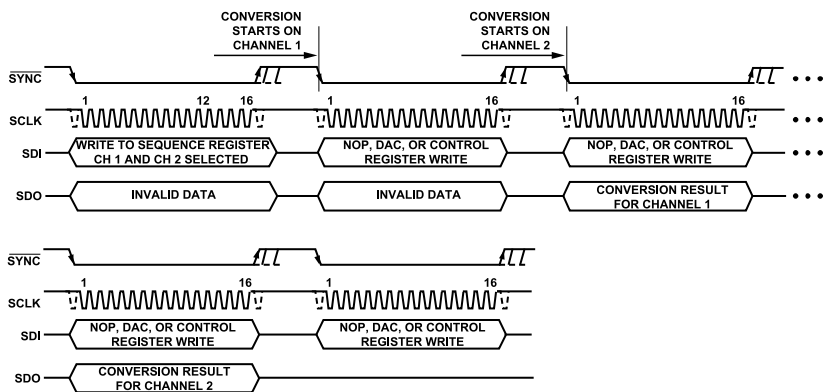 CONVERSION
STARTS ON
CHANNEL 1
CONVERSION
STARTS ON
CHANNEL 2
SYNC
SCLK
1
12
16
1
16
1
16
SDI
WRITE TO SEQUENCE REGISTER
CH 1 AND CH 2 SELECTED
NOP, DAC, OR CONTROL
REGISTER WRITE
NOP, DAC, OR CONTROL
REGISTER WRITE
SDO
INVALID DATA
INVALID DATA
CONVERSION RESULT
FOR CHANNEL 1
SYNC
SCLK
1
16
1
16
SDI
NOP, DAC, OR CONTROL
REGISTER WRITE
NOP, DAC, OR CONTROL
REGISTER WRITE
SDO
CONVERSION RESULT
FOR CHANNEL 2